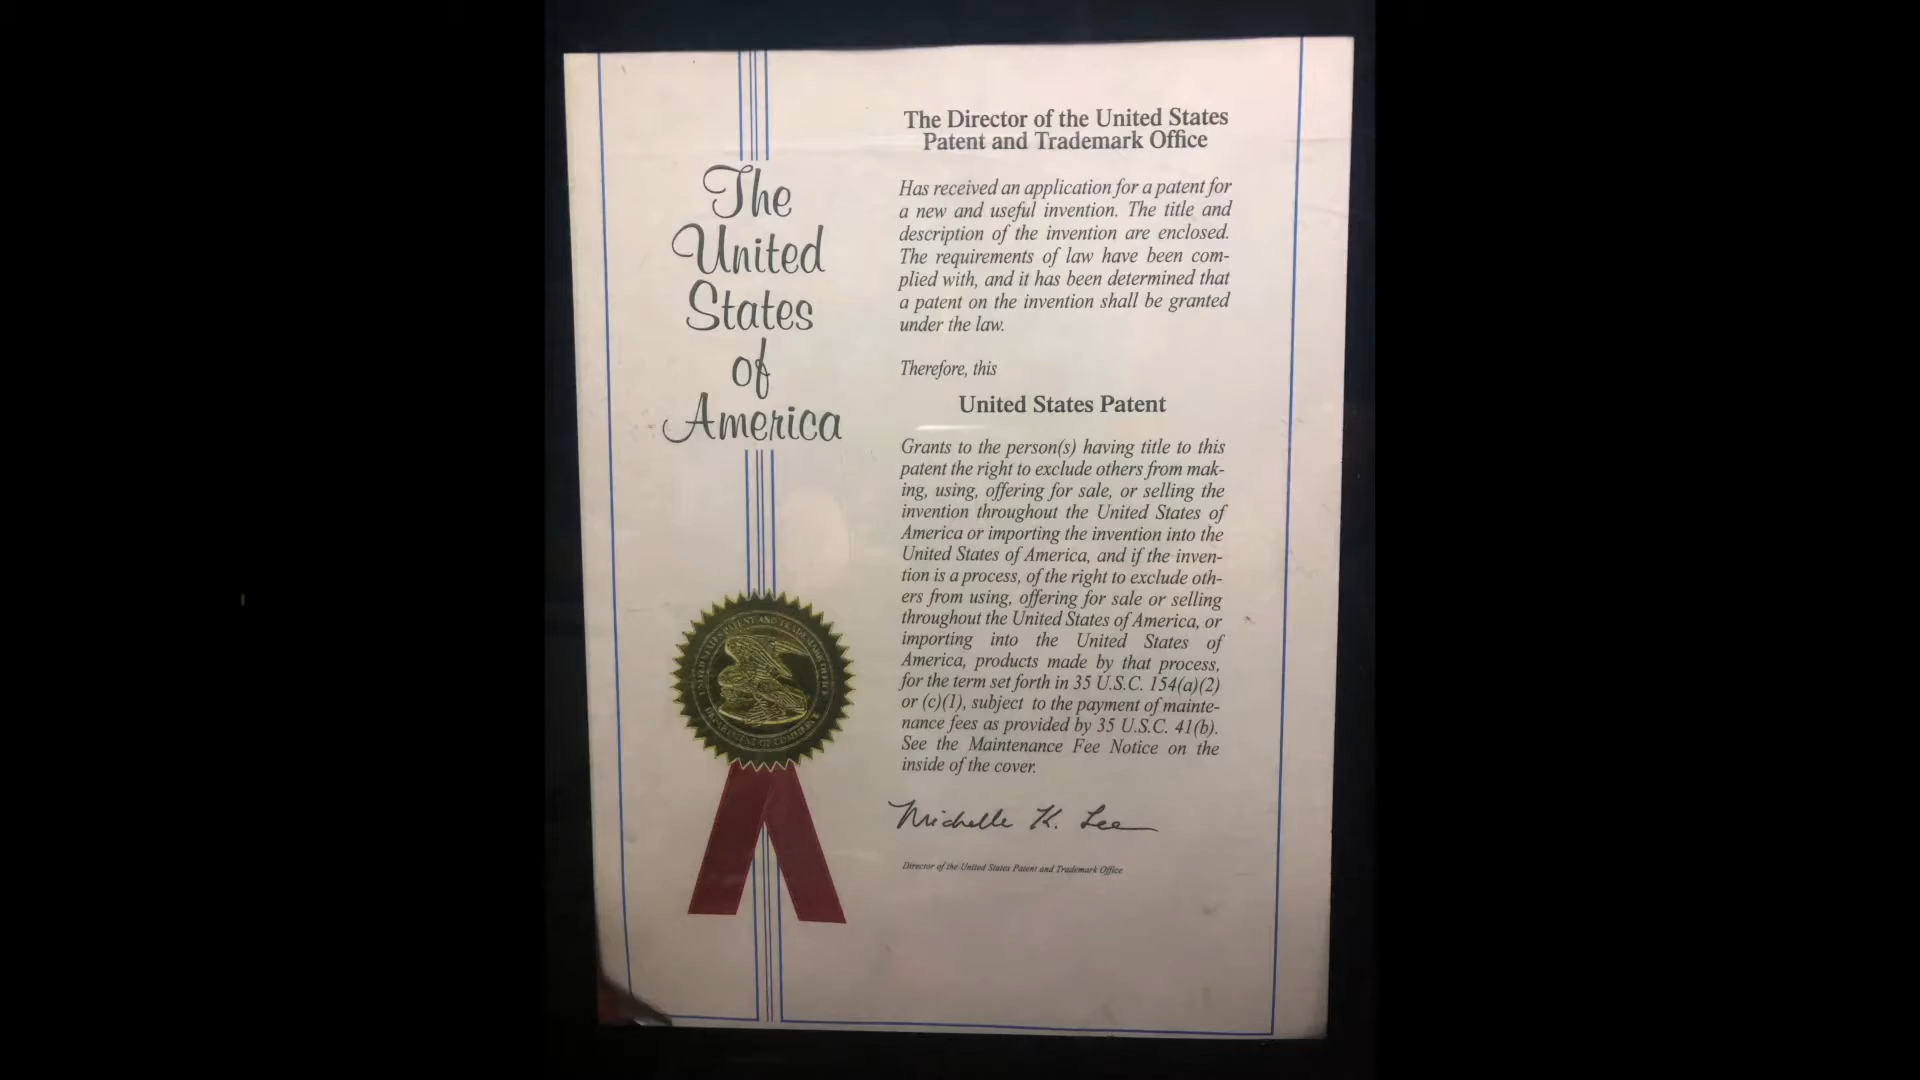 The
United
States
of
America
The Director of the United States
Patent and Trademark Office
Has received an application for a patent for
a new and useful invention. The title and
description of the invention are enclosed.
The requirements of law have been com-
plied with, and it has been determined that
a patent on the invention shall be granted
under the law.
Therefore, this
United States Patent
Grants to the person(s) having title to this
patent the right to exclude others from mak-
ing, using, offering for sale, or selling the
invention throughout the United States of
America or importing the invention into the
United States of America, and if the inven-
tion is a process, of the right to exclude oth-
ers from using, offering for sale or selling
throughout the United States of America, or
importing into the United States of
America, products made by that process,
for the term set forth in 35 U.S.C. 154(a)(2)
or (c)(1), subject to the payment of mainte-
nance fees as provided by 35 U.S.C. 41(b).
See the Maintenance Fee Notice on the
inside of the cover.
Michelle K. Lee
Director of the United States Patent and Trademark Office
UNITED STATES PATENT AND TRADEMARK OFFICE
DEPARTMENT OF COMMERCE